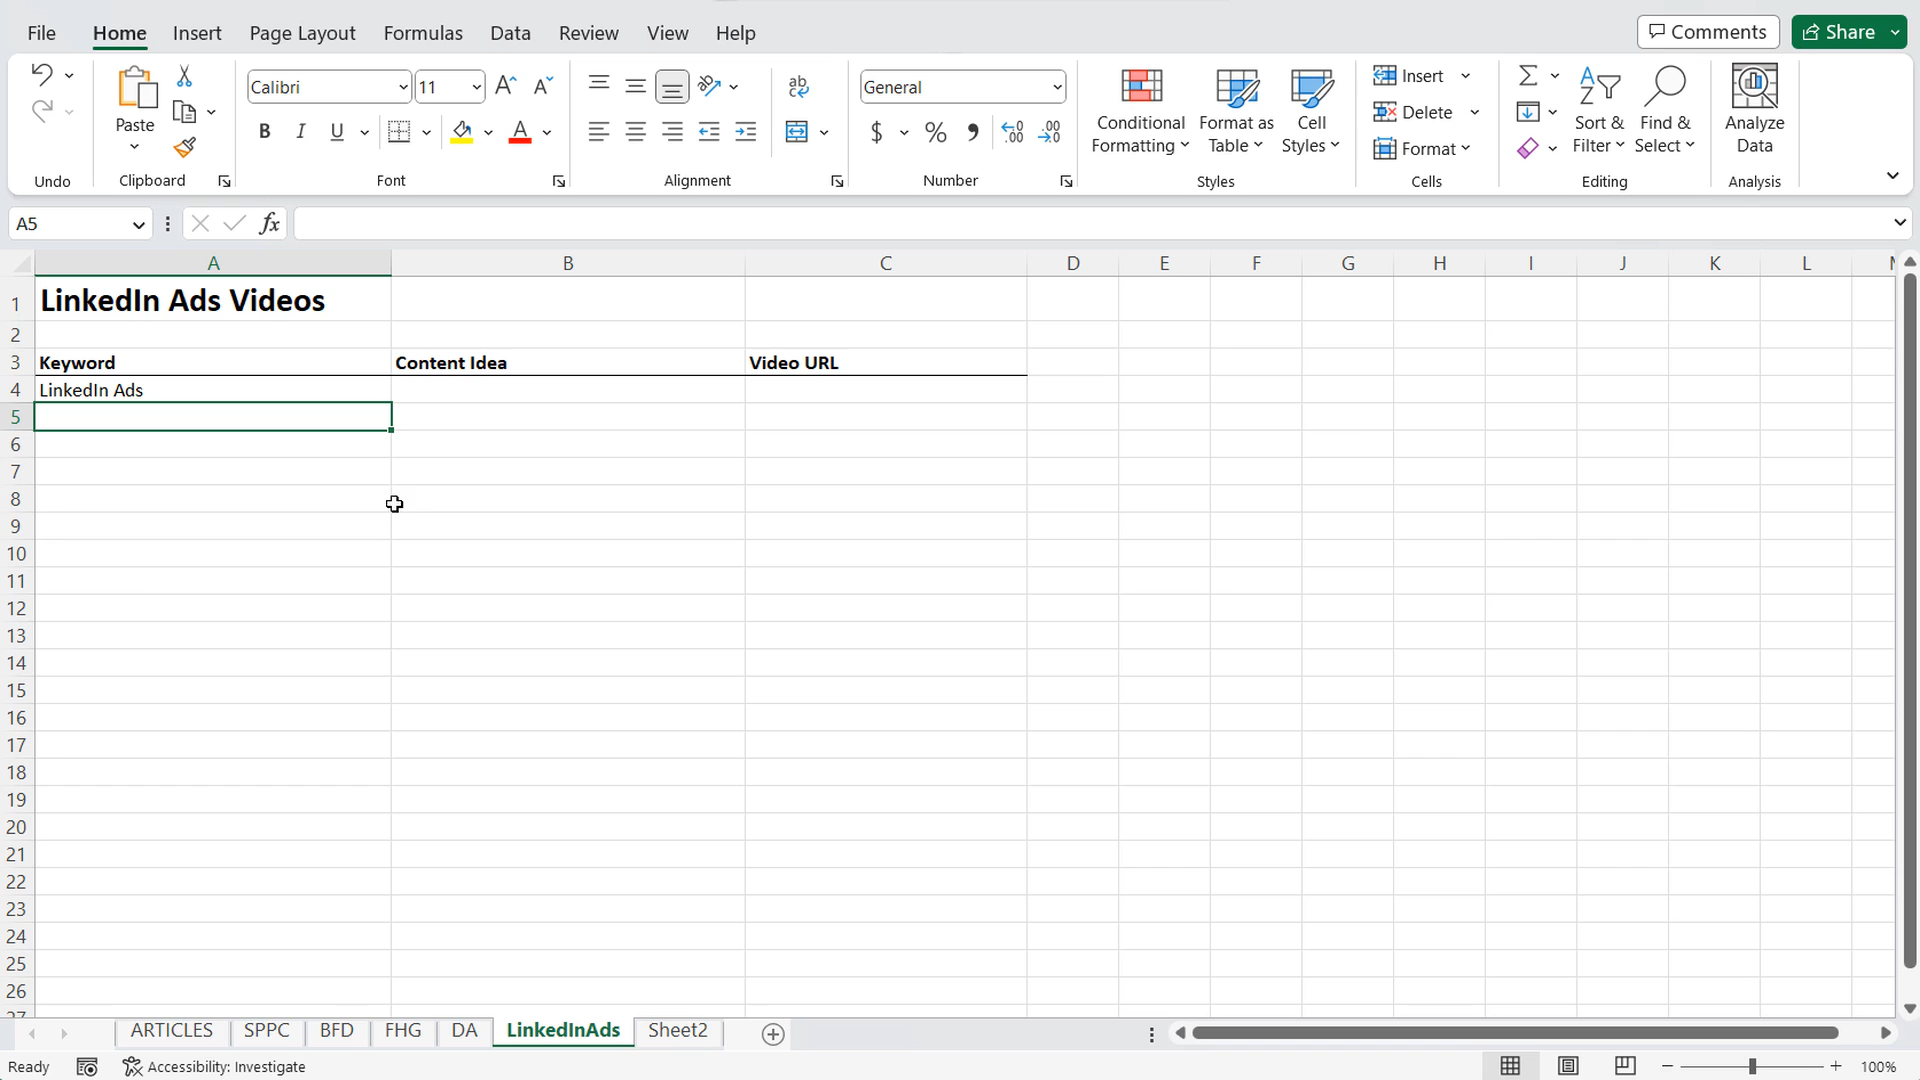 File Home Insert Page Layout Formulas Data Review View Help Comments Share
Calibri 11 General
Insert
Delete
Format
Paste
B I U A $ %
Conditional Formatting
Format as Table
Cell Styles
Sort & Filter
Find & Select
Analyze Data
Undo Clipboard Font Alignment Number Styles Cells Editing Analysis
A5 fx
A B C D E F G H I J K L
1 LinkedIn Ads Videos
2
3 Keyword Content Idea Video URL
4 LinkedIn Ads
5
6
7
8
9
10
11
12
13
14
15
16
17
18
19
20
21
22
23
24
25
26
27
ARTICLES SPPC BFD FHG DA LinkedInAds Sheet2
Ready Accessibility: Investigate 100%